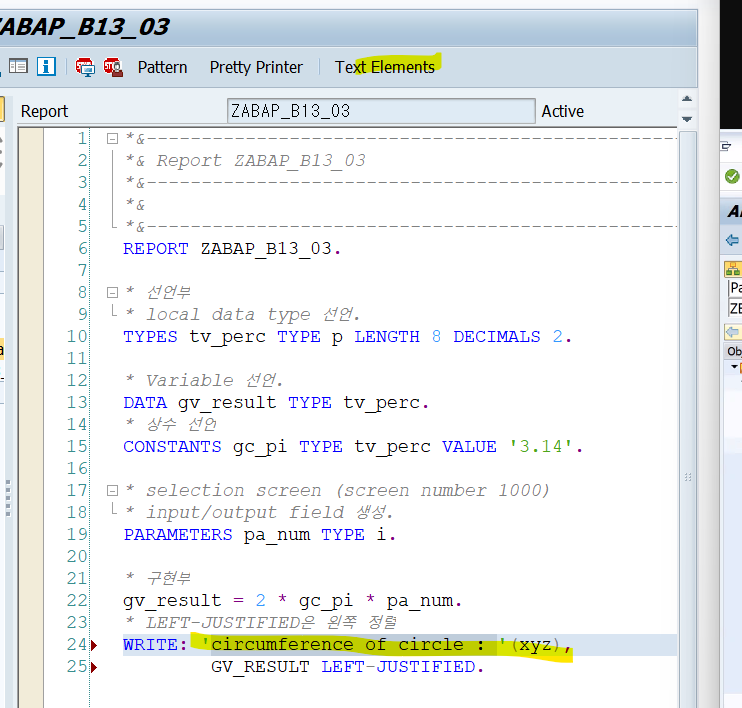 ZABAP_B13_03
Pattern Pretty Printer Text Elements
Report ZABAP_B13_03 Active
1 *&----------------------------------------------------
2 *& Report ZABAP_B13_03
3 *&----------------------------------------------------
4 *&
5 *&----------------------------------------------------
6 REPORT ZABAP_B13_03.
7
8 * 선언부
9 * local data type 선언.
10 TYPES tv_perc TYPE p LENGTH 8 DECIMALS 2.
11
12 * Variable 선언.
13 DATA gv_result TYPE tv_perc.
14 * 상수 선언
15 CONSTANTS gc_pi TYPE tv_perc VALUE '3.14'.
16
17 * selection screen (screen number 1000)
18 * input/output field 생성.
19 PARAMETERS pa_num TYPE i.
20
21 * 구현부
22 gv_result = 2 * gc_pi * pa_num.
23 * LEFT-JUSTIFIED은 왼쪽 정렬
24 WRITE: 'circumference of circle : '(xyz),
25 GV_RESULT LEFT-JUSTIFIED.